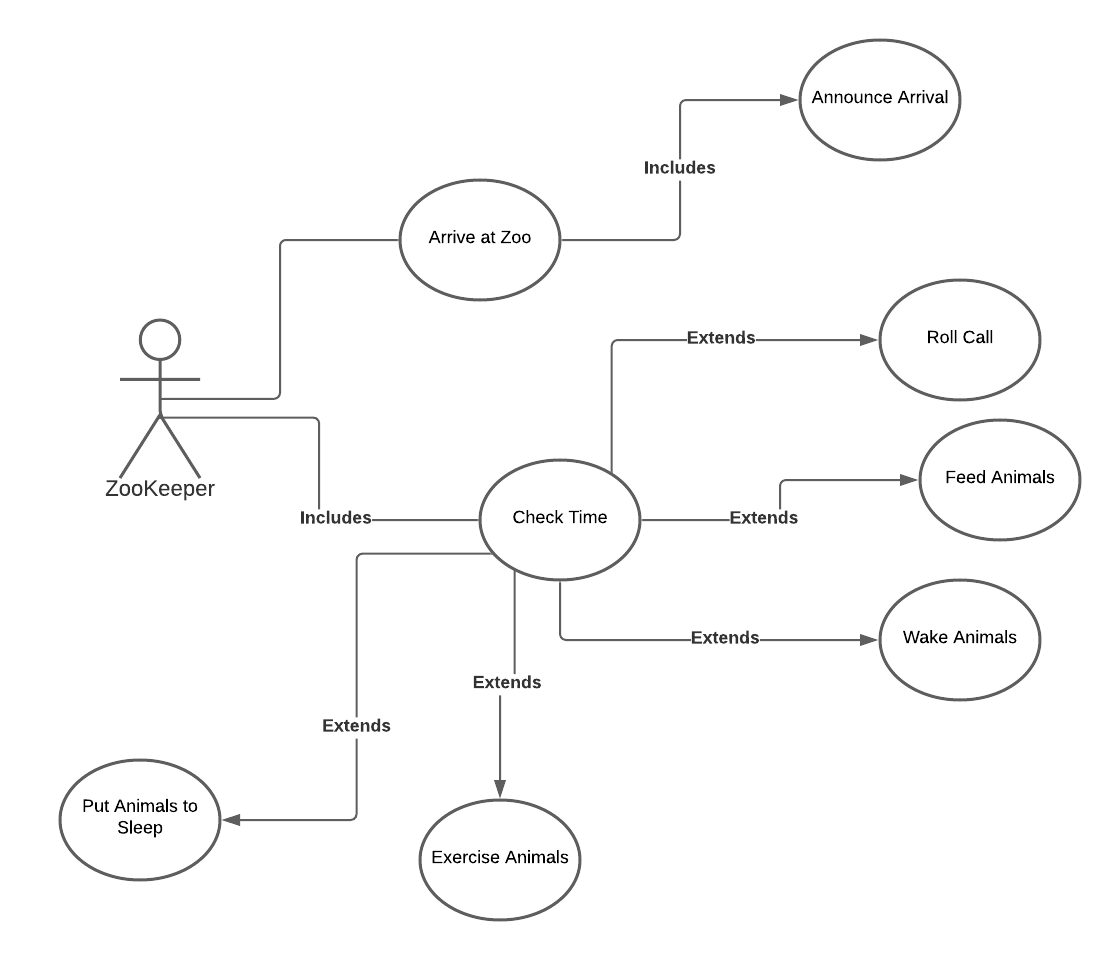 Announce Arrival
Includes
Arrive at Zoo
Extends
Roll Call
Feed Animals
ZooKeeper
Includes
Check Time
Extends
Extends
Wake Animals
Extends
Extends
Put Animals to
Sleep
Exercise Animals